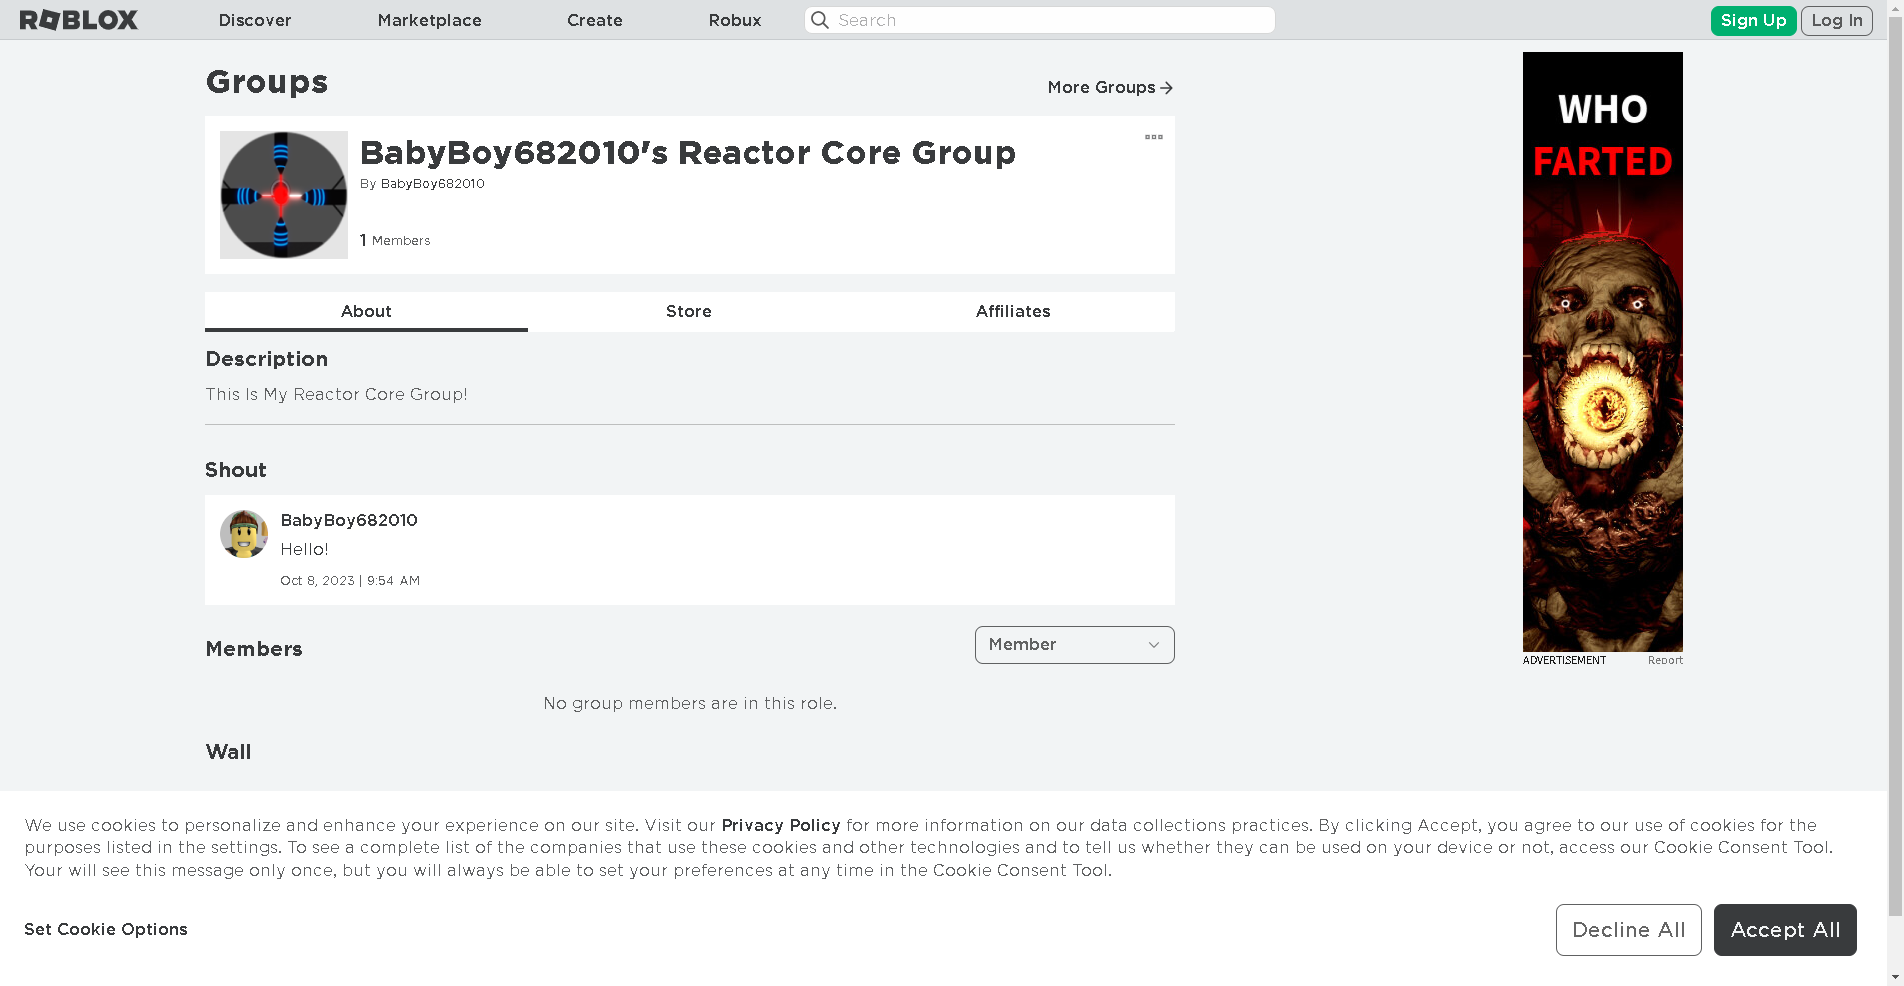 ROBLOX
Discover
Marketplace
Create
Robux
Search
Sign Up
Log In
Groups
More Groups
BabyBoy682010's Reactor Core Group
By BabyBoy682010
1 Members
About
Store
Affiliates
Description
This Is My Reactor Core Group!
Shout
BabyBoy682010
Hello!
Oct 8, 2023 | 9:54 AM
Members
Member
No group members are in this role.
Wall
WHO
FARTED
ADVERTISEMENT
Report
We use cookies to personalize and enhance your experience on our site. Visit our Privacy Policy for more information on our data collections practices. By clicking Accept, you agree to our use of cookies for the
purposes listed in the settings. To see a complete list of the companies that use these cookies and other technologies and to tell us whether they can be used on your device or not, access our Cookie Consent Tool.
Your will see this message only once, but you will always be able to set your preferences at any time in the Cookie Consent Tool.
Set Cookie Options
Decline All
Accept All